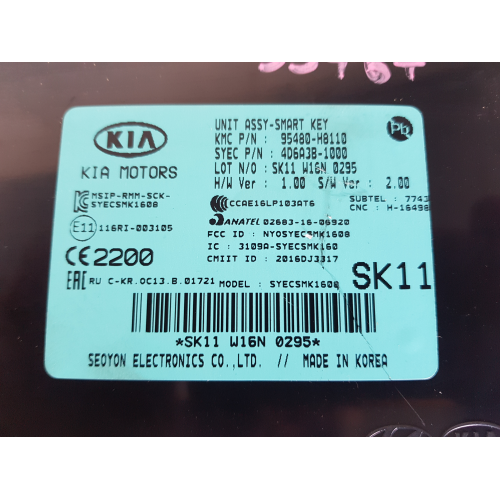 KIA
KIA MOTORS
UNIT ASSY-SMART KEY
KMC P/N : 95480-H8110
SYEC P/N : 4D6A3B-1000
LOT N/O : SK11 W16N 0295
H/W Ver : 1.00 S/W Ver : 2.00
Pb
MSIP-RMM-SCK-
SYECSMK1608
CCAE16LP103AT6
SUBTEL : 7743
CNC : H-16498
E11 116RI-003105
ANATEL 02683-16-06920
FCC ID : NYOSYECSMK1608
IC : 3109A-SYECSMK160
CE 2200
CMIIT ID : 2016DJ3317
SK11
EAC RU C-KR.OC13.B.01721
MODEL : SYECSMK1608
*SK11 W16N 0295*
SEOYON ELECTRONICS CO.,LTD. // MADE IN KOREA